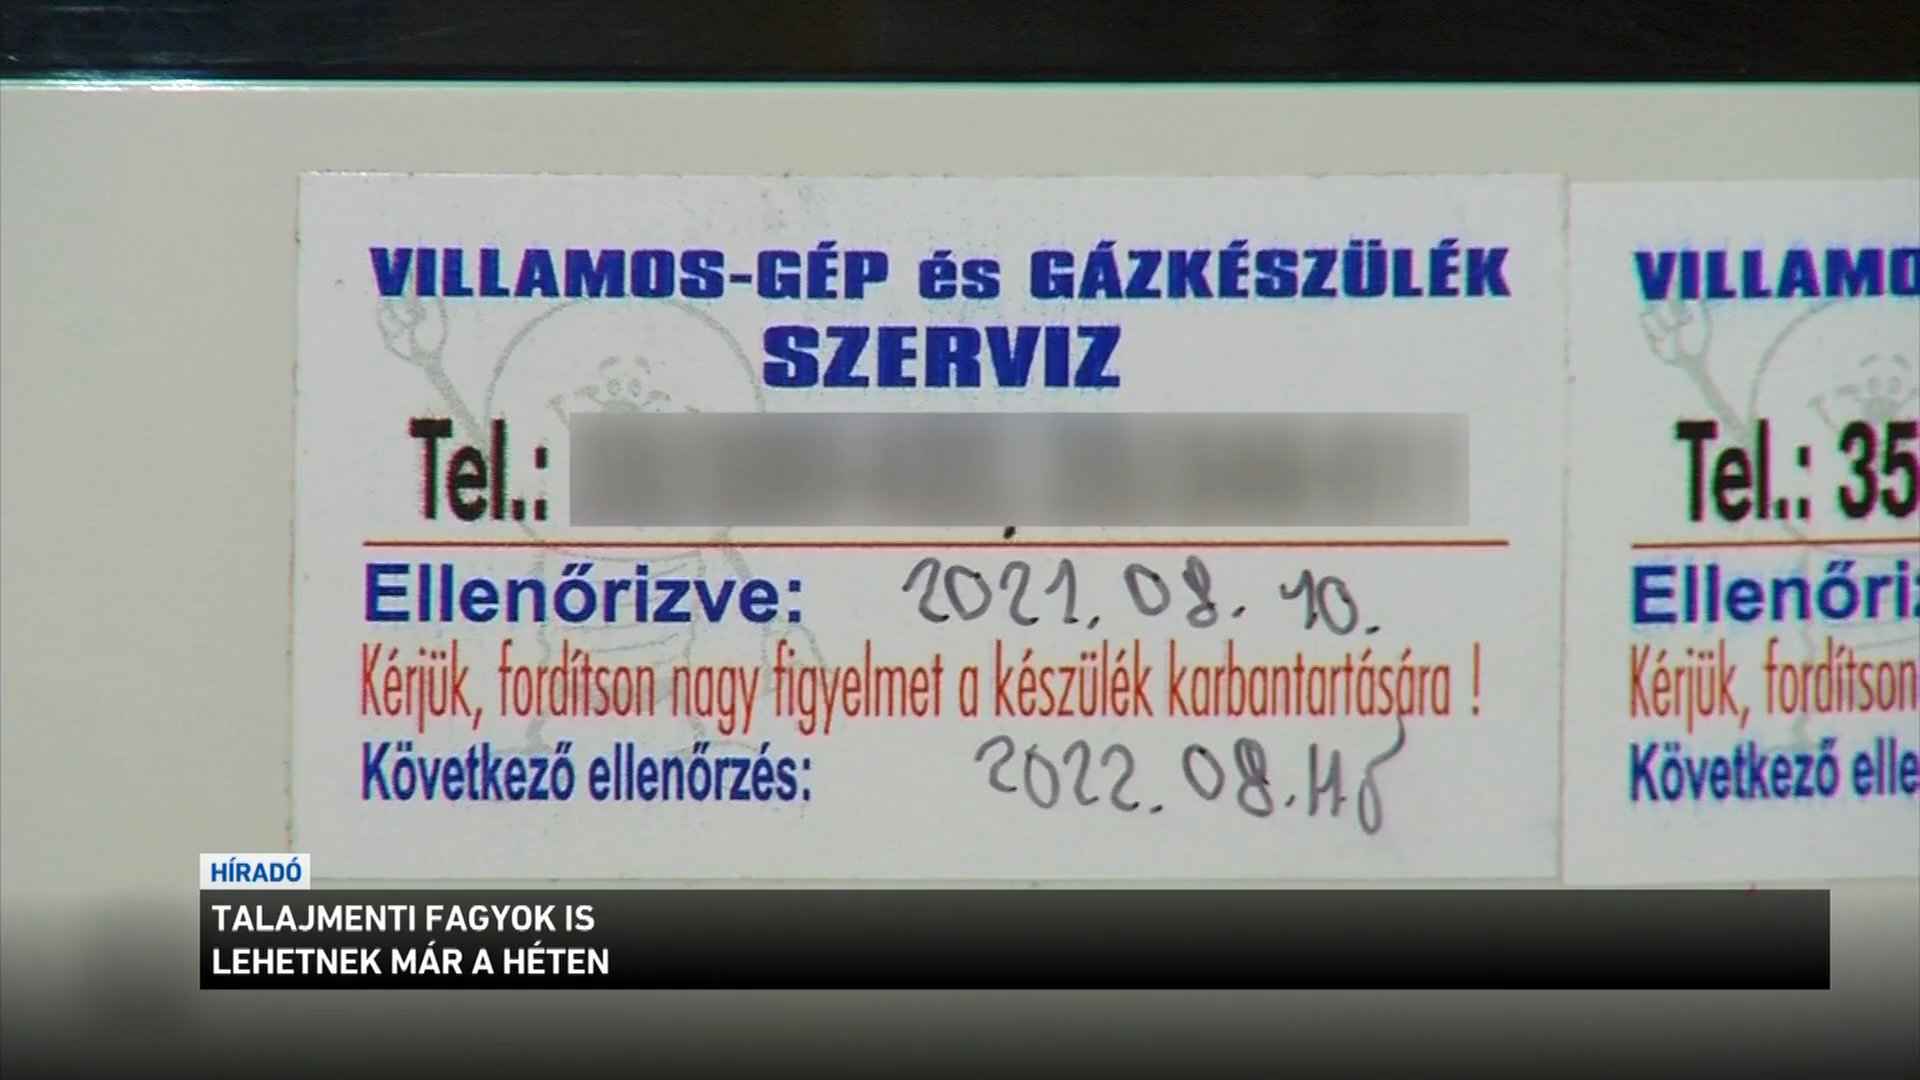 VILLAMOS-GÉP és GÁZKÉSZÜLÉK
SZERVIZ
Tel.:
Ellenőrizve: 2021. 08. 10.
Kérjük, fordítson nagy figyelmet a készülék karbantartására !
Következő ellenőrzés: 2022. 08.
VILLAMO
Tel.: 35
Ellenőriz
Kérjük, fordítson
Következő elle
HÍRADÓ
TALAJMENTI FAGYOK IS
LEHETNEK MÁR A HÉTEN